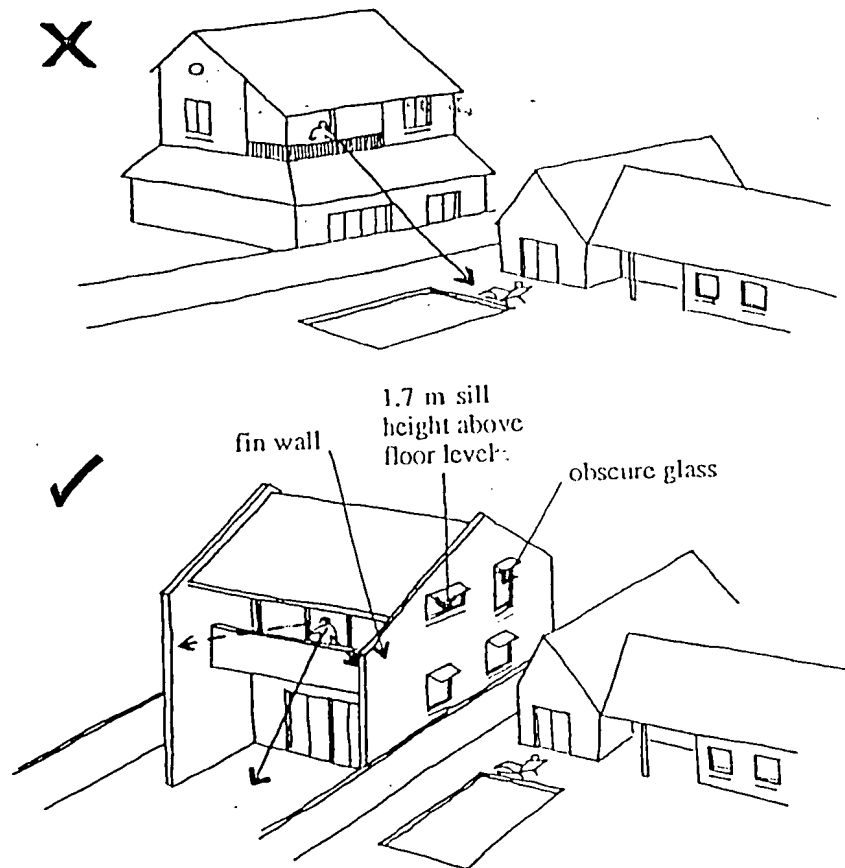 1.7 m sill
height above
floor level.
fin wall
obscure glass